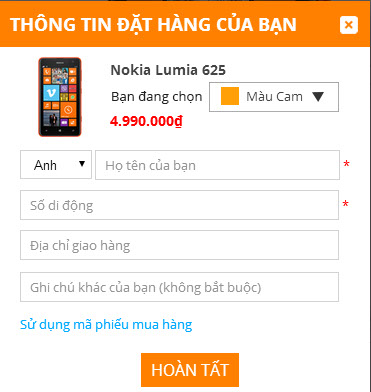 THÔNG TIN ĐẶT HÀNG CỦA BẠN
Nokia Lumia 625
Bạn đang chọn Màu Cam
4.990.000₫
Anh Họ tên của bạn *
Số di động *
Địa chỉ giao hàng
Ghi chú khác của bạn (không bắt buộc)
Sử dụng mã phiếu mua hàng
HOÀN TẤT